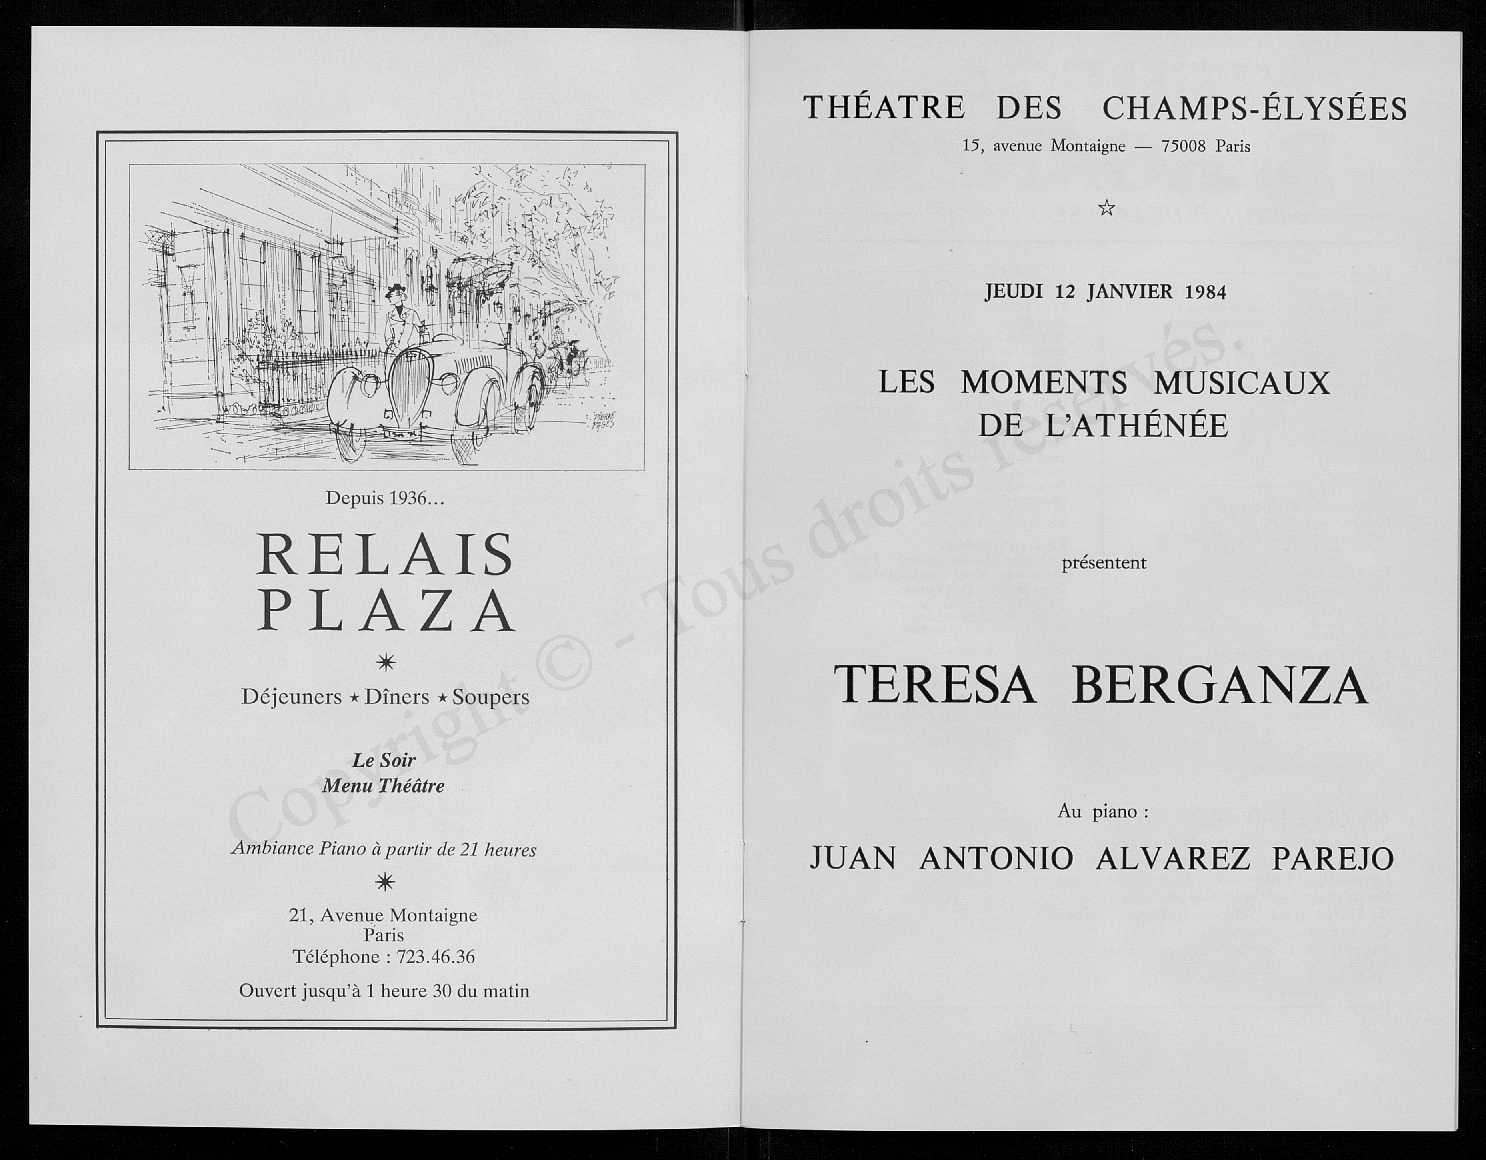 Depuis 1936...
RELAIS
PLAZA
Déjeuners ★ Dîners ★ Soupers
Le Soir
Menu Théâtre
Ambiance Piano à partir de 21 heures
21, Avenue Montaigne
Paris
Téléphone : 723.46.36
Ouvert jusqu'à 1 heure 30 du matin
THÉATRE DES CHAMPS-ÉLYSÉES
15, avenue Montaigne — 75008 Paris
☆
JEUDI 12 JANVIER 1984
LES MOMENTS MUSICAUX
DE L'ATHÉNÉE
présentent
TERESA BERGANZA
Au piano :
JUAN ANTONIO ALVAREZ PAREJO
Copyright © - Tous droits réservés.